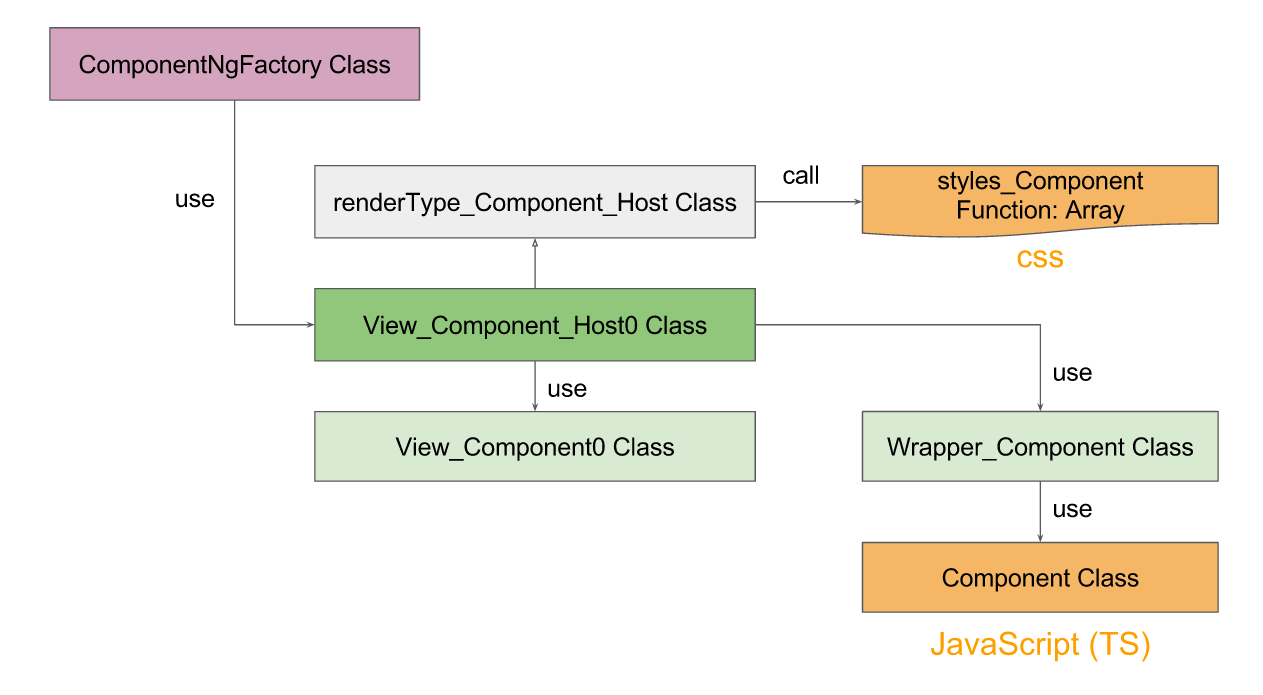 ComponentNgFactory Class
use
renderType_Component_Host Class
call
styles_Component
Function: Array
css
View_Component_Host0 Class
use
use
View_Component0 Class
Wrapper_Component Class
use
Component Class
JavaScript (TS)